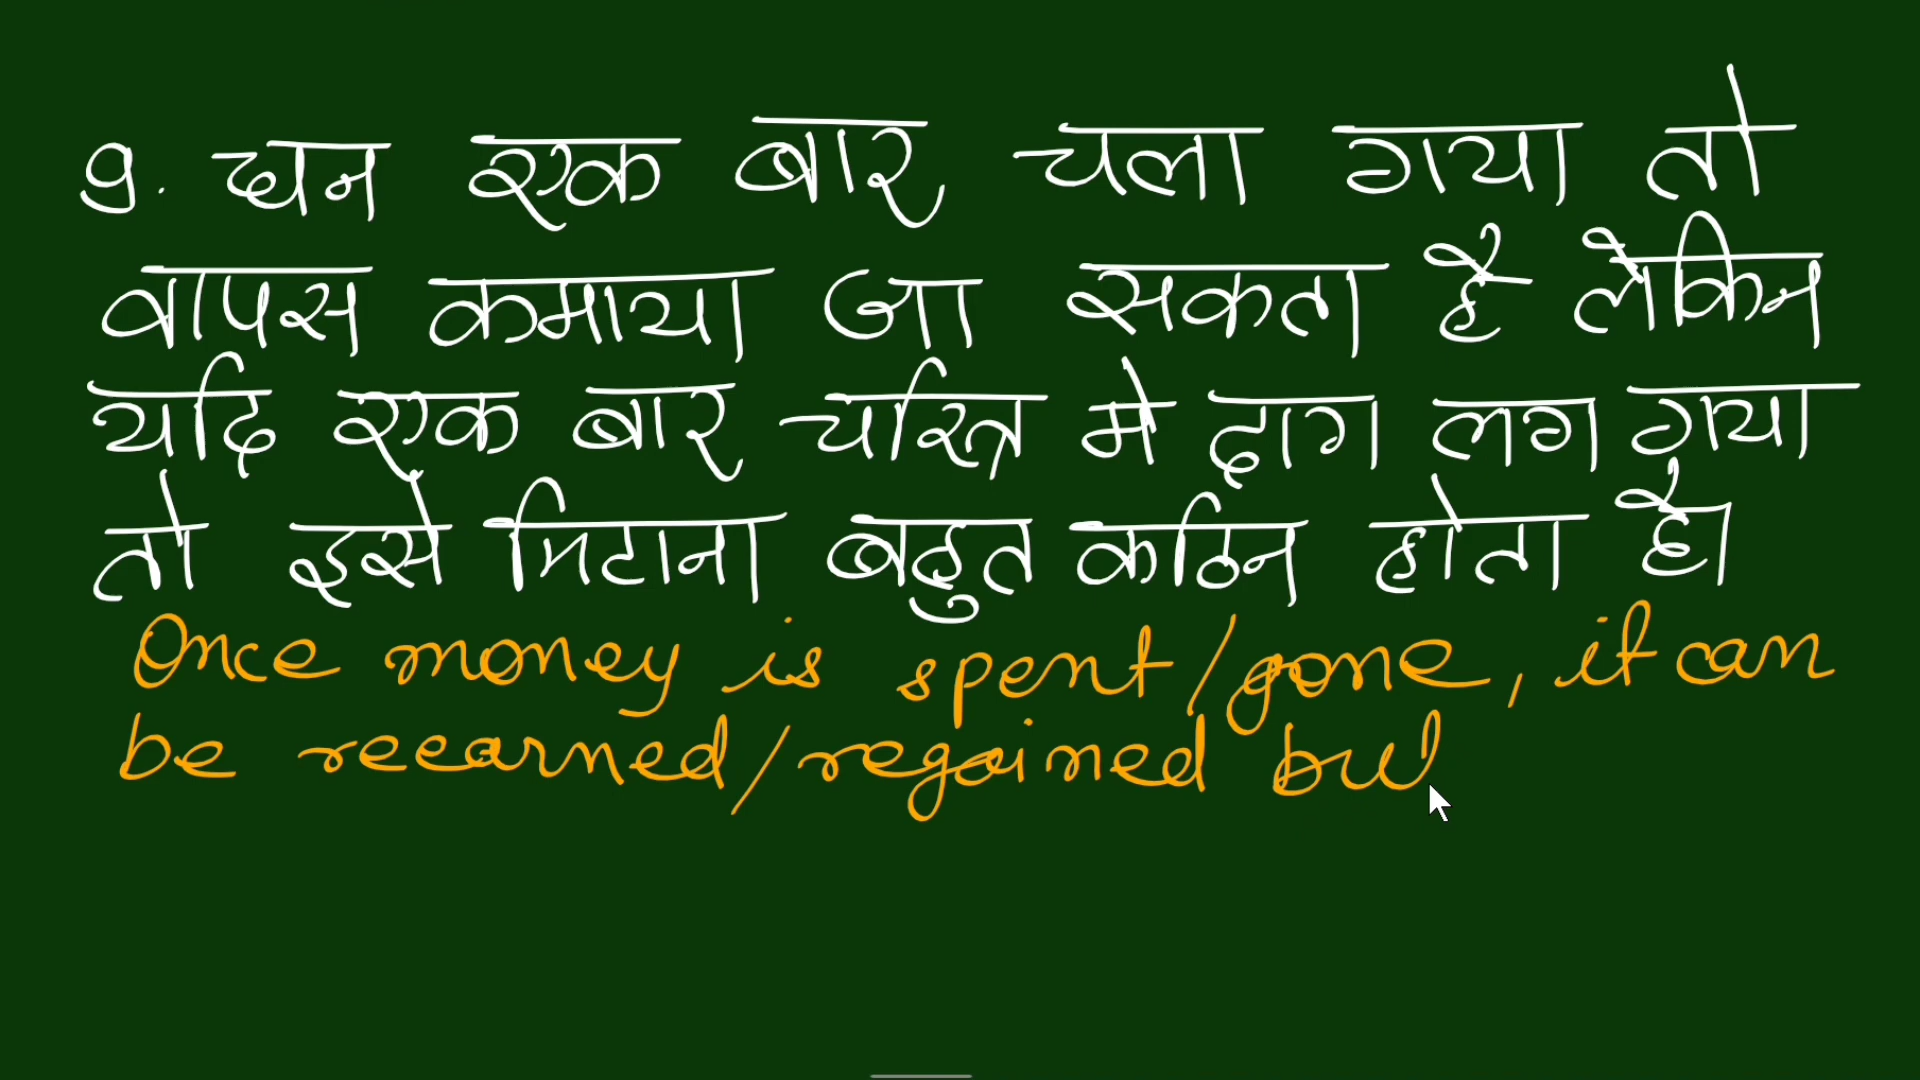 9. धन एक बार चला गया तो
वापस कमाया जा सकता है लेकिन
यदि एक बार चरित्र मे दाग लग गया
तो इसे मिटाना बहुत कठिन होता है।
Once money is spent/gone, it can
be reearned/regained but